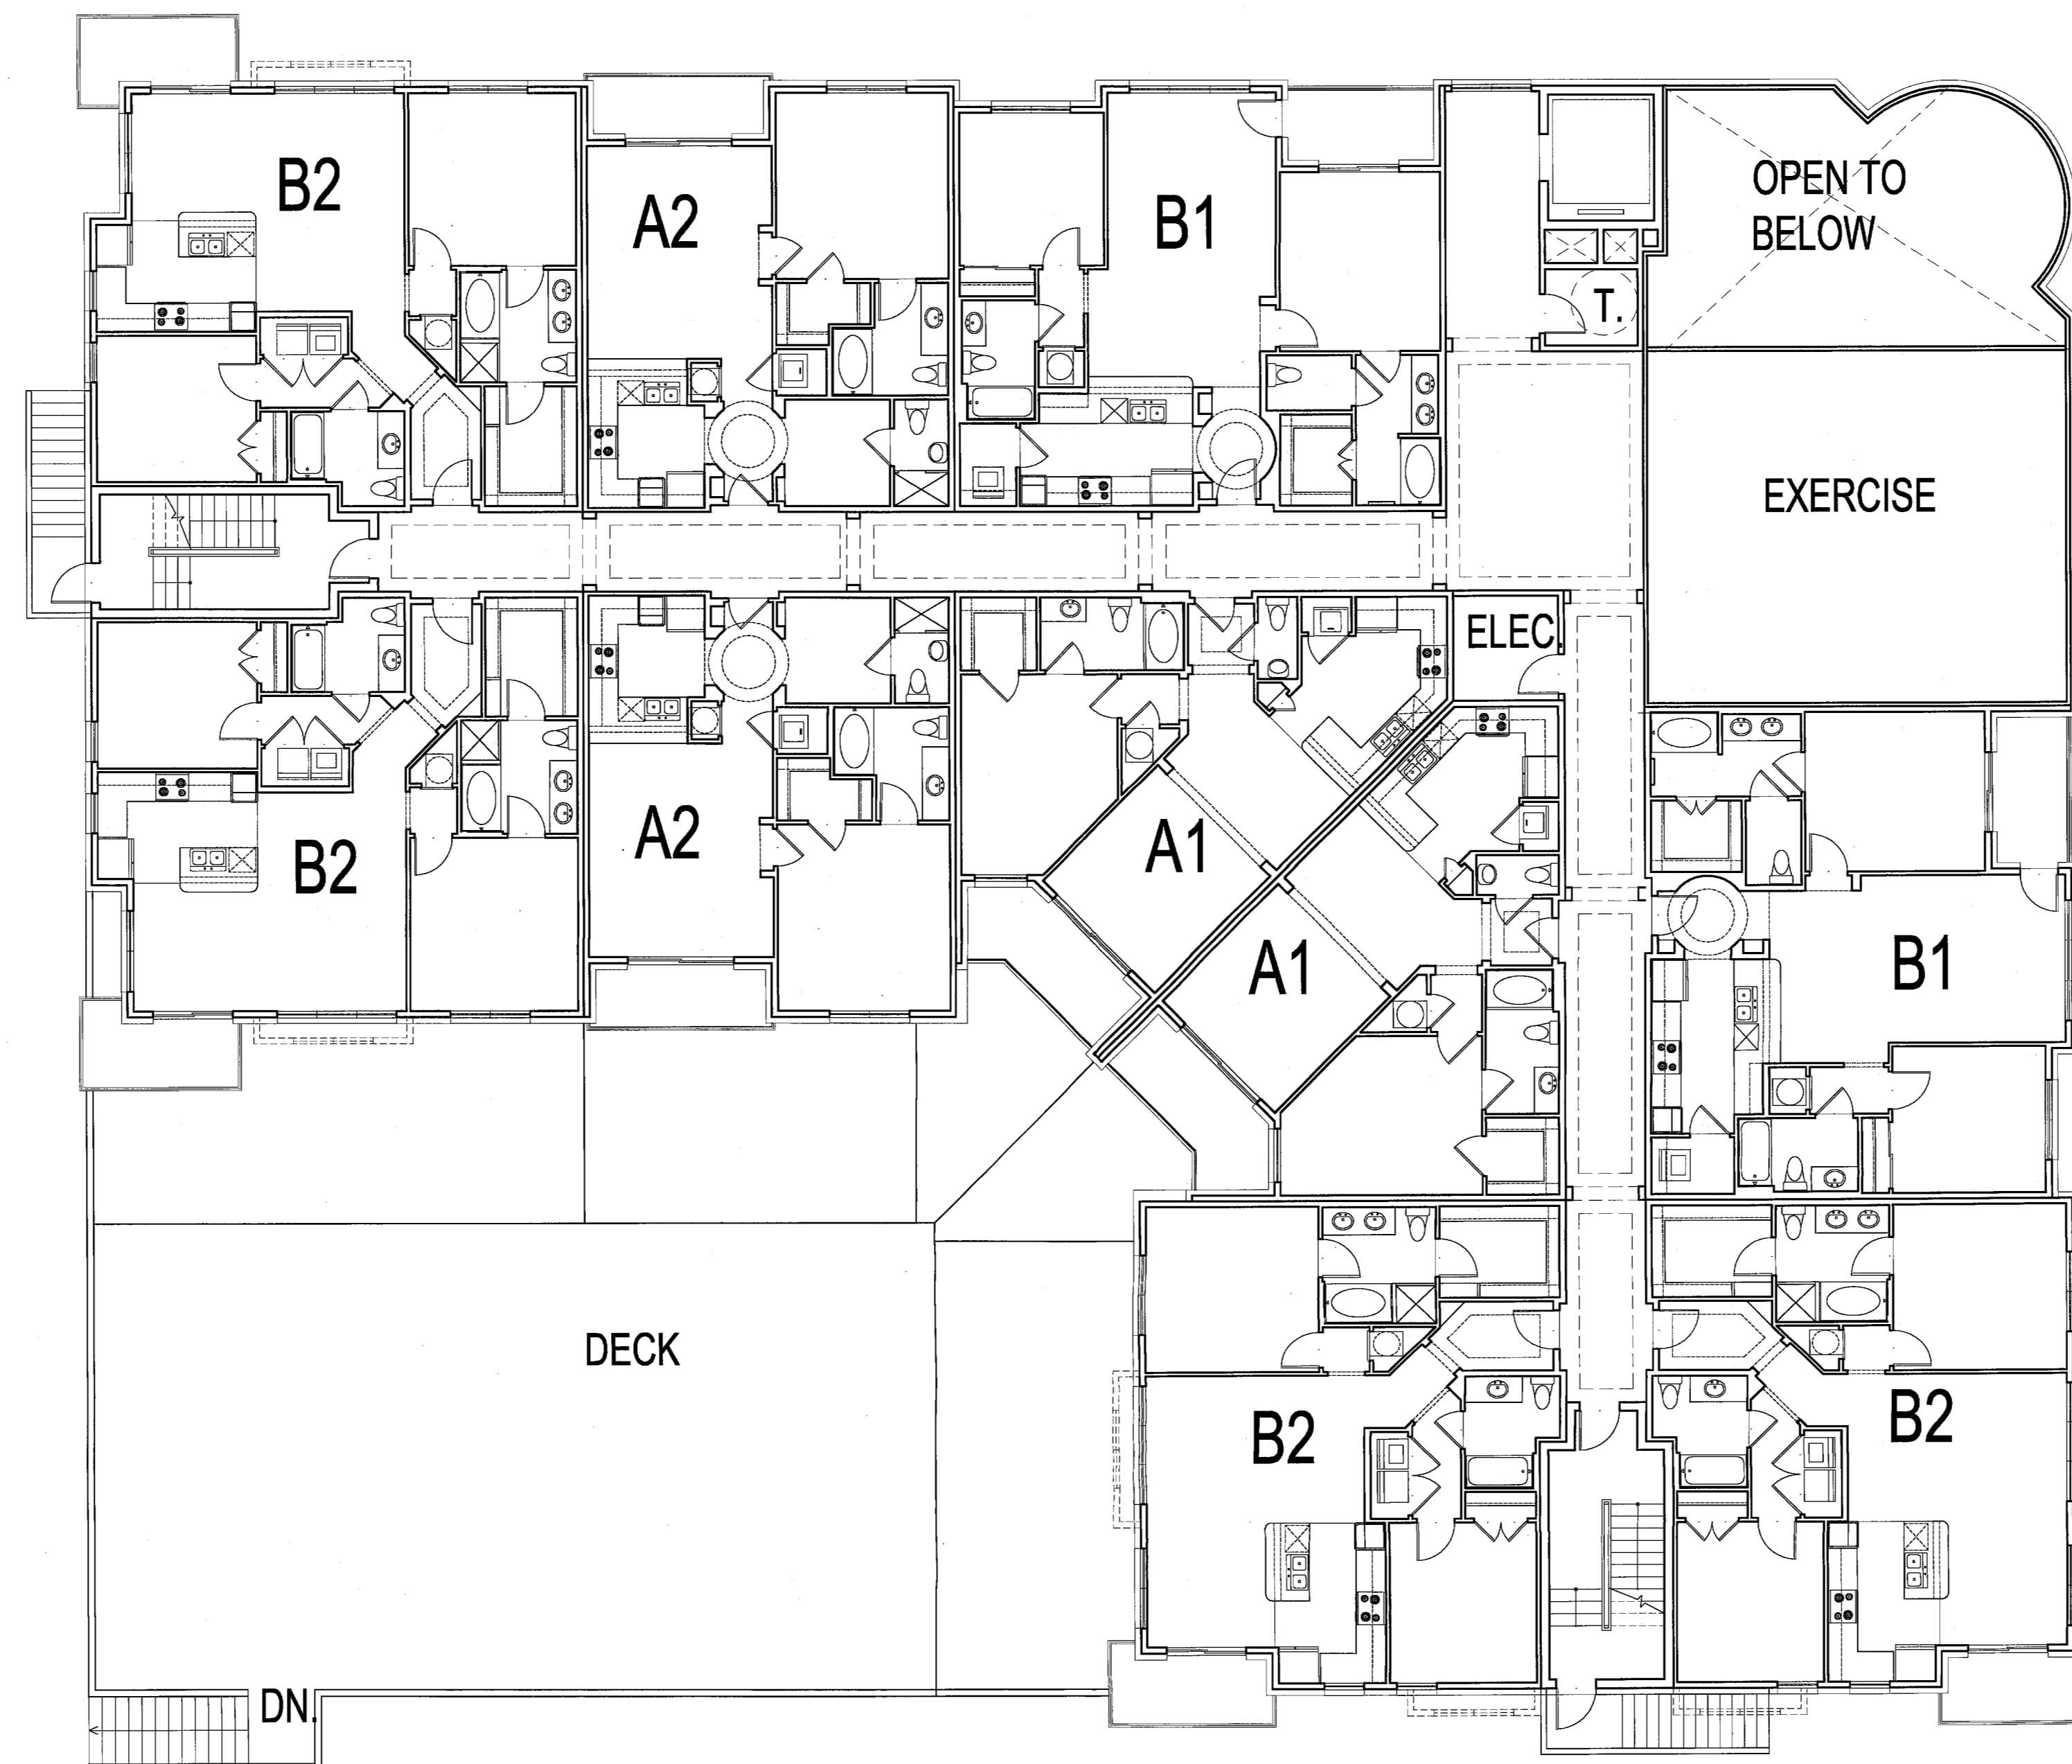 B2
A2
B1
OPEN TO
BELOW
T.
EXERCISE
ELEC.
B2
A2
A1
A1
B1
DECK
B2
B2
DN.